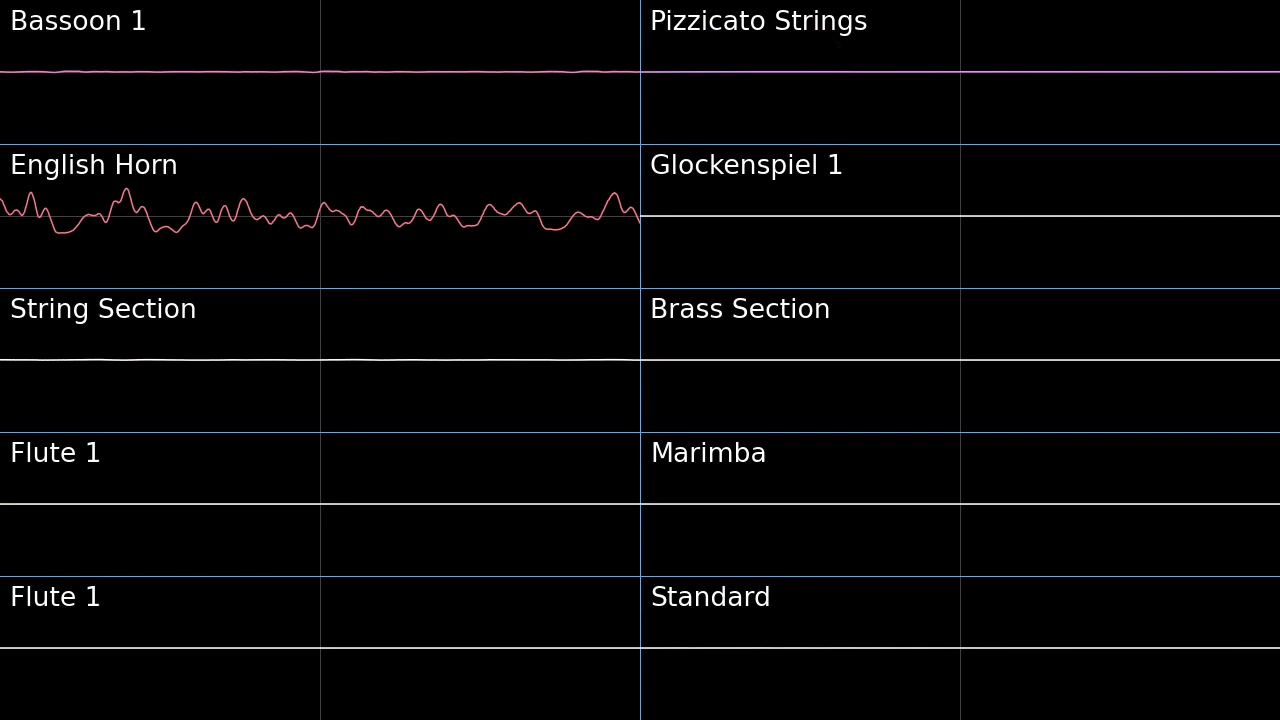 Bassoon 1
Pizzicato Strings
English Horn
Glockenspiel 1
String Section
Brass Section
Flute 1
Marimba
Flute 1
Standard